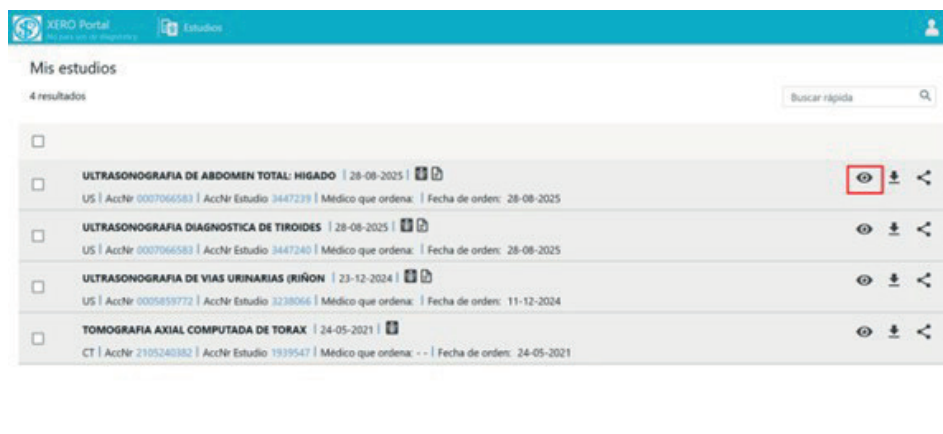 XERO Portal
Estudios
No para uso de diagnóstico
Mis estudios
4 resultados
Buscar rápida
ULTRASONOGRAFIA DE ABDOMEN TOTAL: HIGADO | 28-08-2025 |
US | AccNr 0007066583 | AccNr Estudio 3447239 | Médico que ordena: | Fecha de orden: 28-08-2025
ULTRASONOGRAFIA DIAGNOSTICA DE TIROIDES | 28-08-2025 |
US | AccNr 0007066583 | AccNr Estudio 3447240 | Médico que ordena: | Fecha de orden: 28-08-2025
ULTRASONOGRAFIA DE VIAS URINARIAS (RIÑON | 23-12-2024 |
US | AccNr 0005859772 | AccNr Estudio 3238066 | Médico que ordena: | Fecha de orden: 11-12-2024
TOMOGRAFIA AXIAL COMPUTADA DE TORAX | 24-05-2021 |
CT | AccNr 2105240382 | AccNr Estudio 1939547 | Médico que ordena: - - | Fecha de orden: 24-05-2021